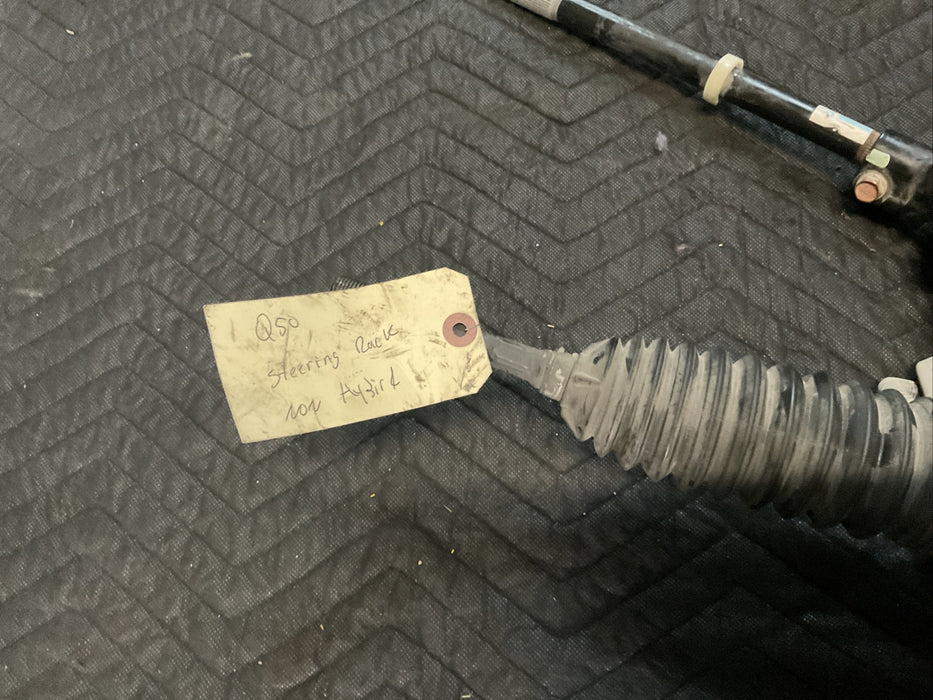 Q50
Steering Rack
NON Hybird